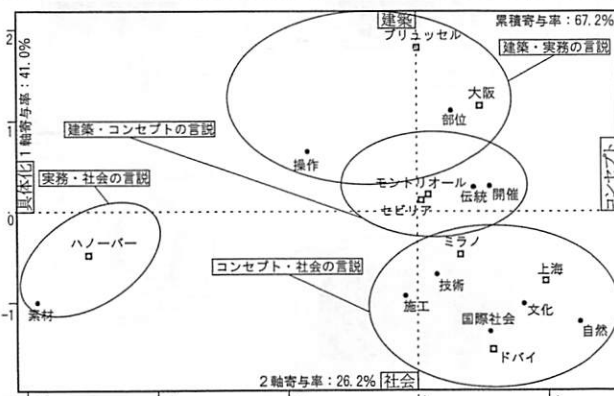 建築
累積寄与率：67.2%
ブリュッセル
建築・実務の言説
大阪
部位
建築・コンセプトの言説
操作
1軸寄与率：41.0%
具体化
コンセプト
実務・社会の言説
モントリオール
セビリア
伝統
開催
ハノーバー
ミラノ
上海
コンセプト・社会の言説
技術
施工
文化
国際社会
自然
素材
ドバイ
2軸寄与率：26.2%
社会
2
1
0
-1